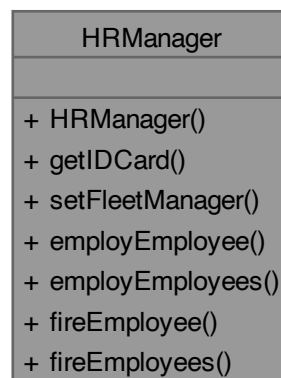 HRManager
+ HRManager()
+ getIDCard()
+ setFleetManager()
+ employEmployee()
+ employEmployees()
+ fireEmployee()
+ fireEmployees()